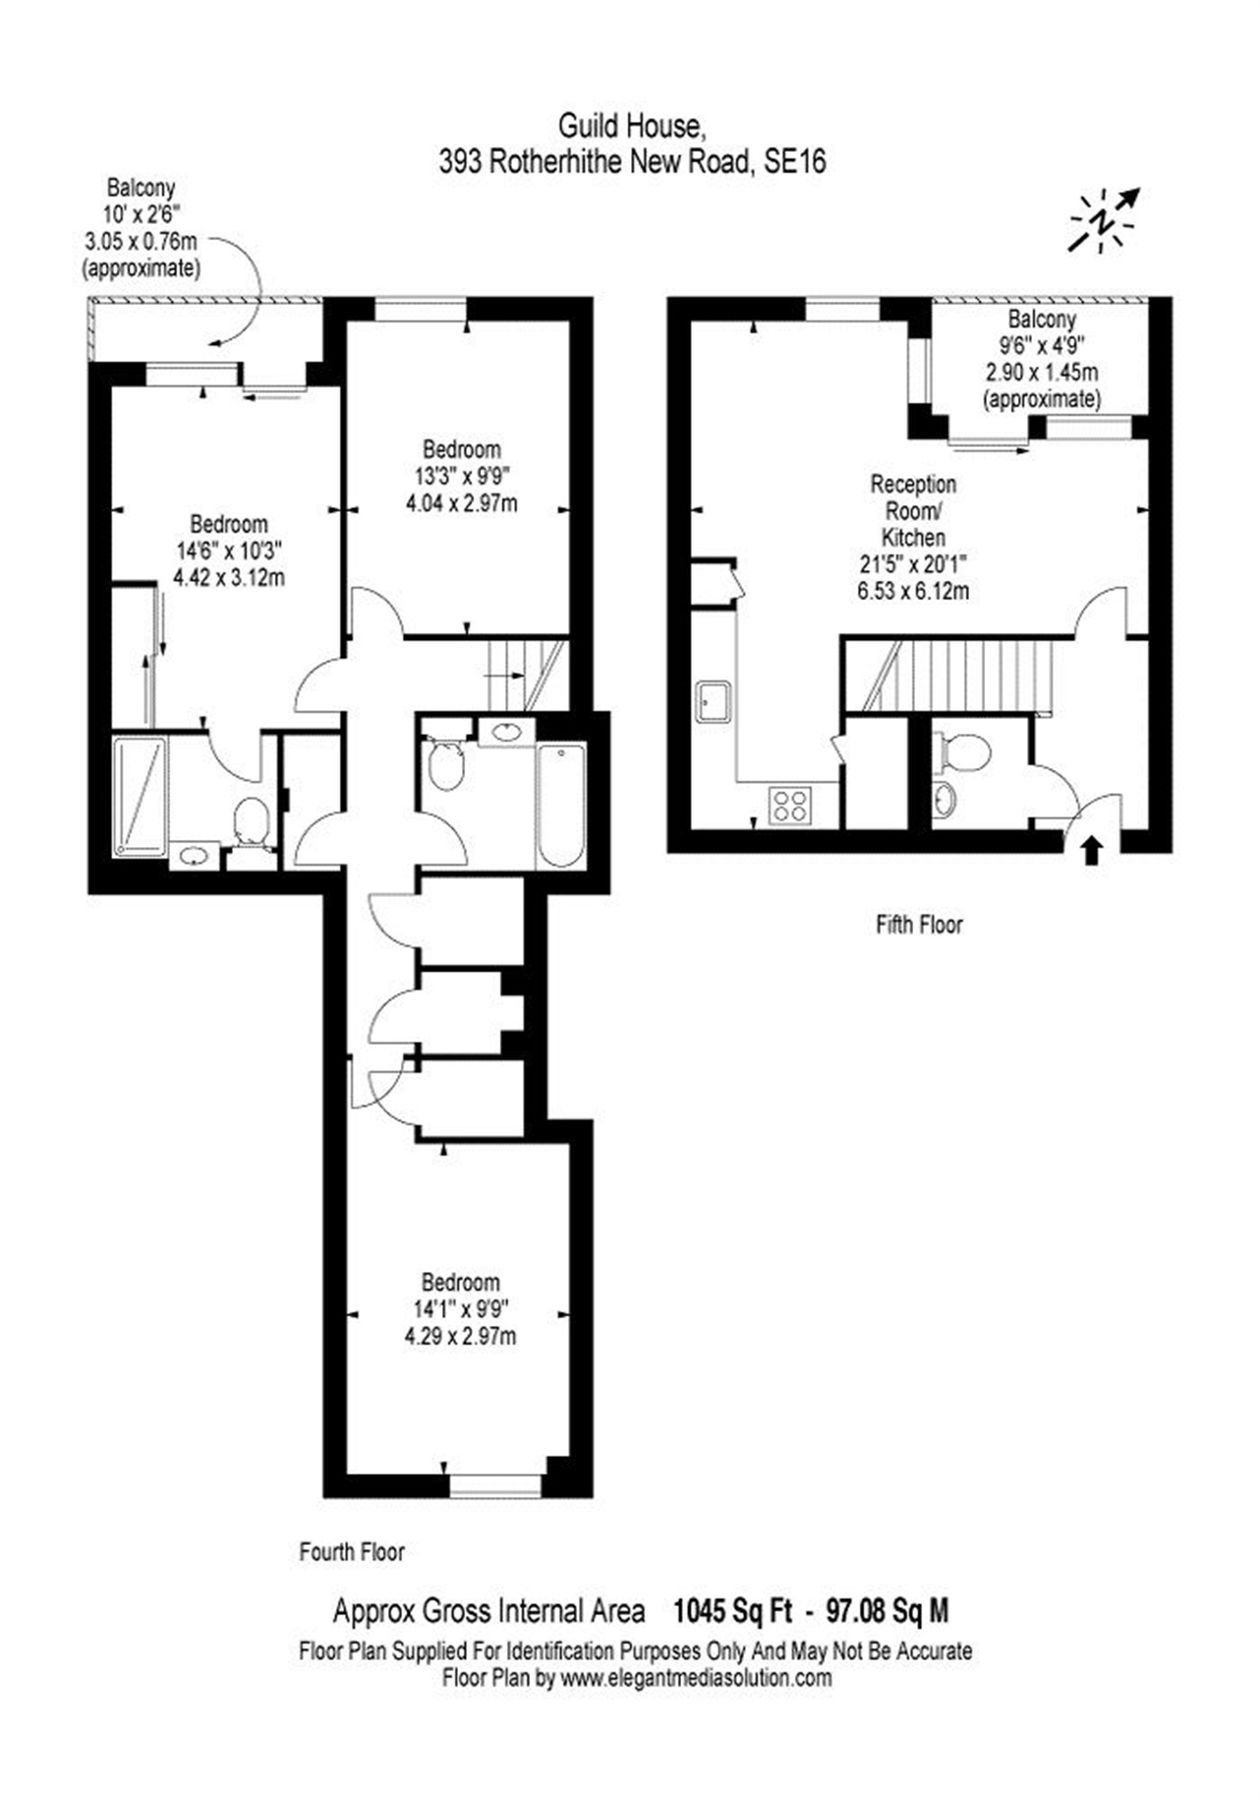 Guild House,
393 Rotherhithe New Road, SE16
Balcony
10' x 2'6"
3.05 x 0.76m
(approximate)
N
Balcony
9'6" x 4'9"
2.90 x 1.45m
(approximate)
Bedroom
13'3" x 9'9"
4.04 x 2.97m
Bedroom
14'6" x 10'3"
4.42 x 3.12m
Reception
Room/
Kitchen
21'5" x 20'1"
6.53 x 6.12m
Fifth Floor
Bedroom
14'1" x 9'9"
4.29 x 2.97m
Fourth Floor
Approx Gross Internal Area 1045 Sq Ft - 97.08 Sq M
Floor Plan Supplied For Identification Purposes Only And May Not Be Accurate
Floor Plan by www.elegantmediasolution.com